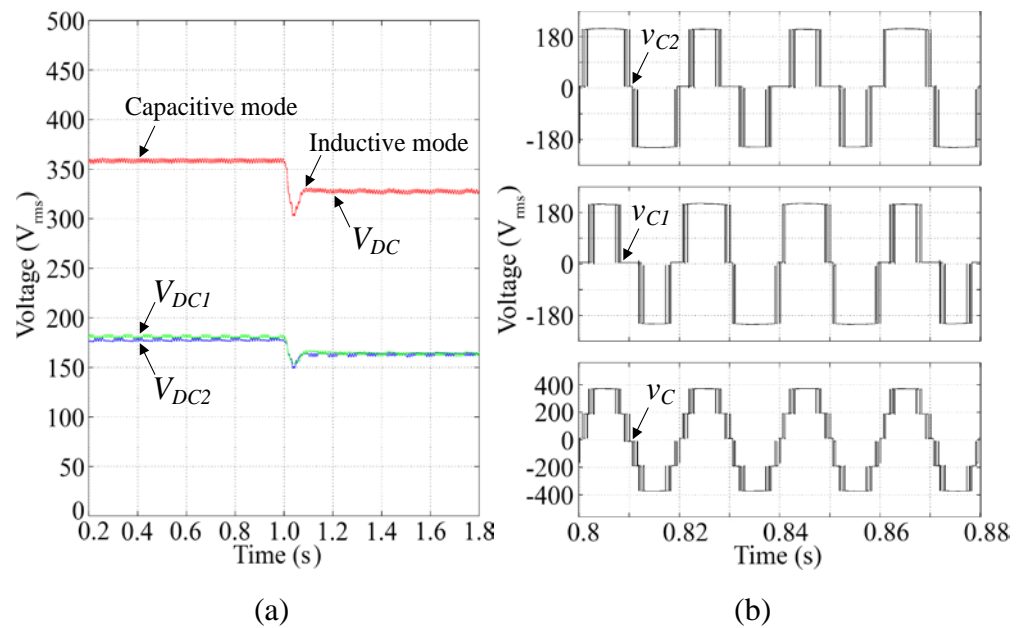 500
450
400
350
300
250
200
150
100
50
0
Voltage (Vrms)
Capacitive mode
Inductive mode
VDC
VDC1
VDC2
0.2 0.4 0.6 0.8 1.0 1.2 1.4 1.6 1.8
Time (s)
(a)
180
0
-180
vC2
Voltage (Vrms)
180
0
-180
vC1
400
200
0
-200
-400
vC
0.8 0.82 0.84 0.86 0.88
Time (s)
(b)